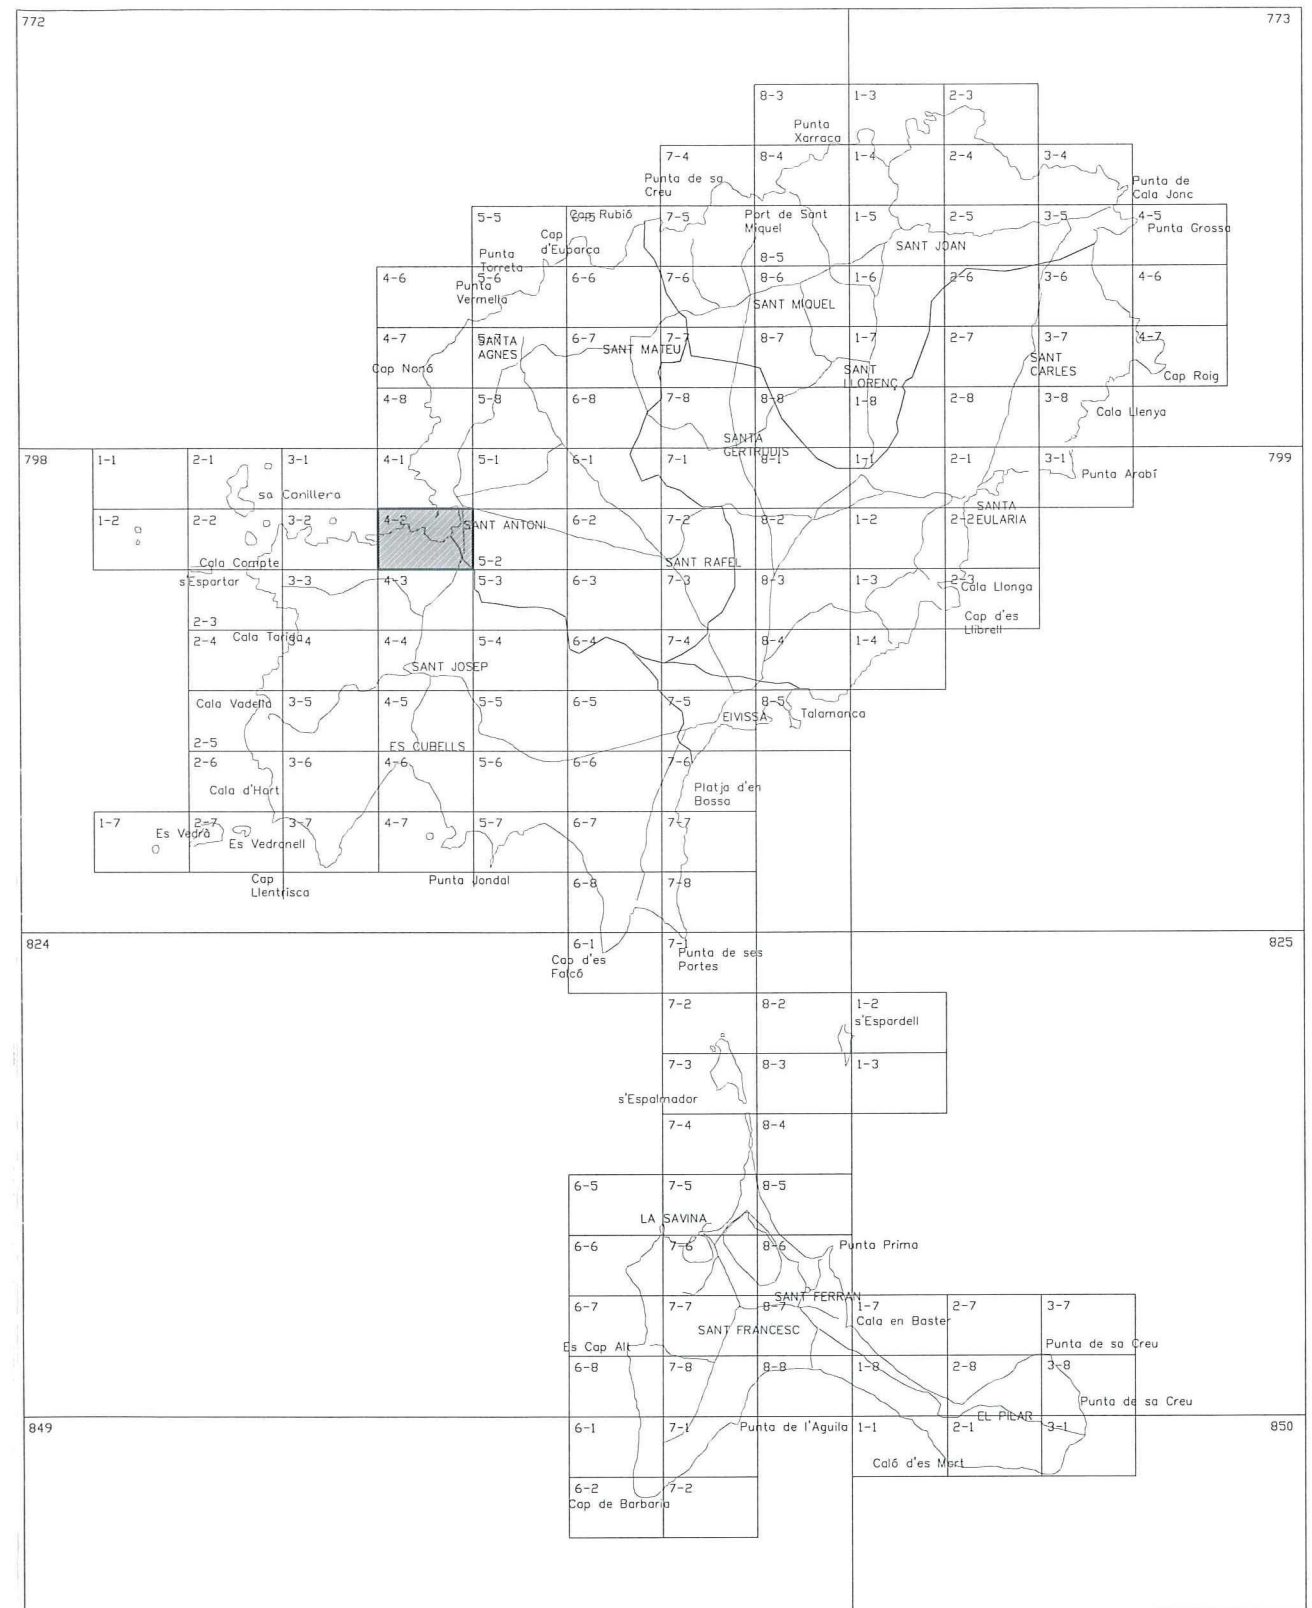 772
773
8-3
1-3
2-3
Punta
Xarraca
7-4
8-4
1-4
2-4
3-4
Punta de sa
Creu
Punta de
Cala Jonc
5-5
Cap Rubió
7-5
Port de Sant
Miquel
1-5
2-5
3-5
4-5
Punta Grossa
Cap
d'Eubarca
SANT JOAN
Punta
Torreta
8-5
4-6
5-6
6-6
7-6
8-6
1-6
2-6
3-6
4-6
Punta
Vermella
SANT MIQUEL
4-7
5-7
SANTA
AGNES
6-7
SANT MATEU
7-7
8-7
1-7
2-7
3-7
4-7
SANT
CARLES
Cap Nonó
SANT
LLORENÇ
Cap Roig
4-8
5-8
6-8
7-8
8-8
1-8
2-8
3-8
Cala Llenya
SANTA
GERTRUDIS
798
1-1
2-1
3-1
4-1
5-1
6-1
7-1
8-1
1-1
2-1
3-1
799
Punta Arabí
sa Conillera
1-2
2-2
3-2
4-2
SANT ANTONI
6-2
7-2
8-2
1-2
2-2
SANTA
EULARIA
Cala Compte
5-2
SANT RAFEL
s'Espartar
3-3
4-3
5-3
6-3
7-3
8-3
1-3
2-3
Cala Llonga
2-3
Cap d'es
Llibrell
2-4
Cala Tarida
3-4
4-4
5-4
6-4
7-4
8-4
1-4
SANT JOSEP
Cala Vadella
3-5
4-5
5-5
6-5
7-5
8-5
EIVISSA
Talamanca
2-5
ES CUBELLS
2-6
3-6
4-6
5-6
6-6
7-6
Cala d'Hort
Platja d'en
Bossa
1-7
2-7
3-7
4-7
5-7
6-7
7-7
Es Vedrà
Es Vedranell
Cap
Llentrisca
Punta Jondal
6-8
7-8
824
6-1
7-1
825
Cap d'es
Falcó
Punta de ses
Portes
7-2
8-2
1-2
s'Espardell
7-3
8-3
1-3
s'Espalmador
7-4
8-4
6-5
7-5
8-5
LA SAVINA
6-6
7-6
8-6
Punta Prima
SANT FERRAN
6-7
7-7
8-7
1-7
2-7
3-7
Cala en Baster
SANT FRANCESC
Es Cap Alt
Punta de sa Creu
6-8
7-8
8-8
1-8
2-8
3-8
Punta de sa Creu
EL PILAR
849
6-1
7-1
Punta de l'Aguila
1-1
2-1
3-1
850
Caló d'es Mort
6-2
7-2
Cap de Barbaria